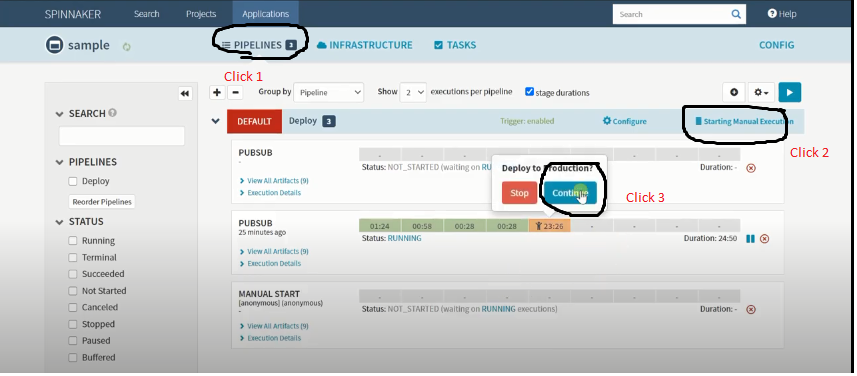 SPINNAKER Search Projects Applications Search Help
sample PIPELINES 3 INFRASTRUCTURE TASKS CONFIG
Click 1
Group by Pipeline Show 2 executions per pipeline stage durations
SEARCH
DEFAULT Deploy 3 Trigger: enabled Configure Starting Manual Execution
Click 2
PUBSUB
-
- - - - - - - - -
Status: NOT_STARTED (waiting on RU
Duration: -
View All Artifacts (9)
Execution Details
Deploy to Production?
Stop Continue
Click 3
PIPELINES
Deploy
Reorder Pipelines
PUBSUB
25 minutes ago
01:24 00:58 00:28 00:28 23:26 - - - -
Status: RUNNING Duration: 24:50
View All Artifacts (9)
Execution Details
STATUS
Running
Terminal
Succeeded
Not Started
Canceled
Stopped
Paused
Buffered
MANUAL START
[anonymous] (anonymous)
-
- - - - - - - - -
Status: NOT_STARTED (waiting on RUNNING executions) Duration: -
View All Artifacts (9)
Execution Details